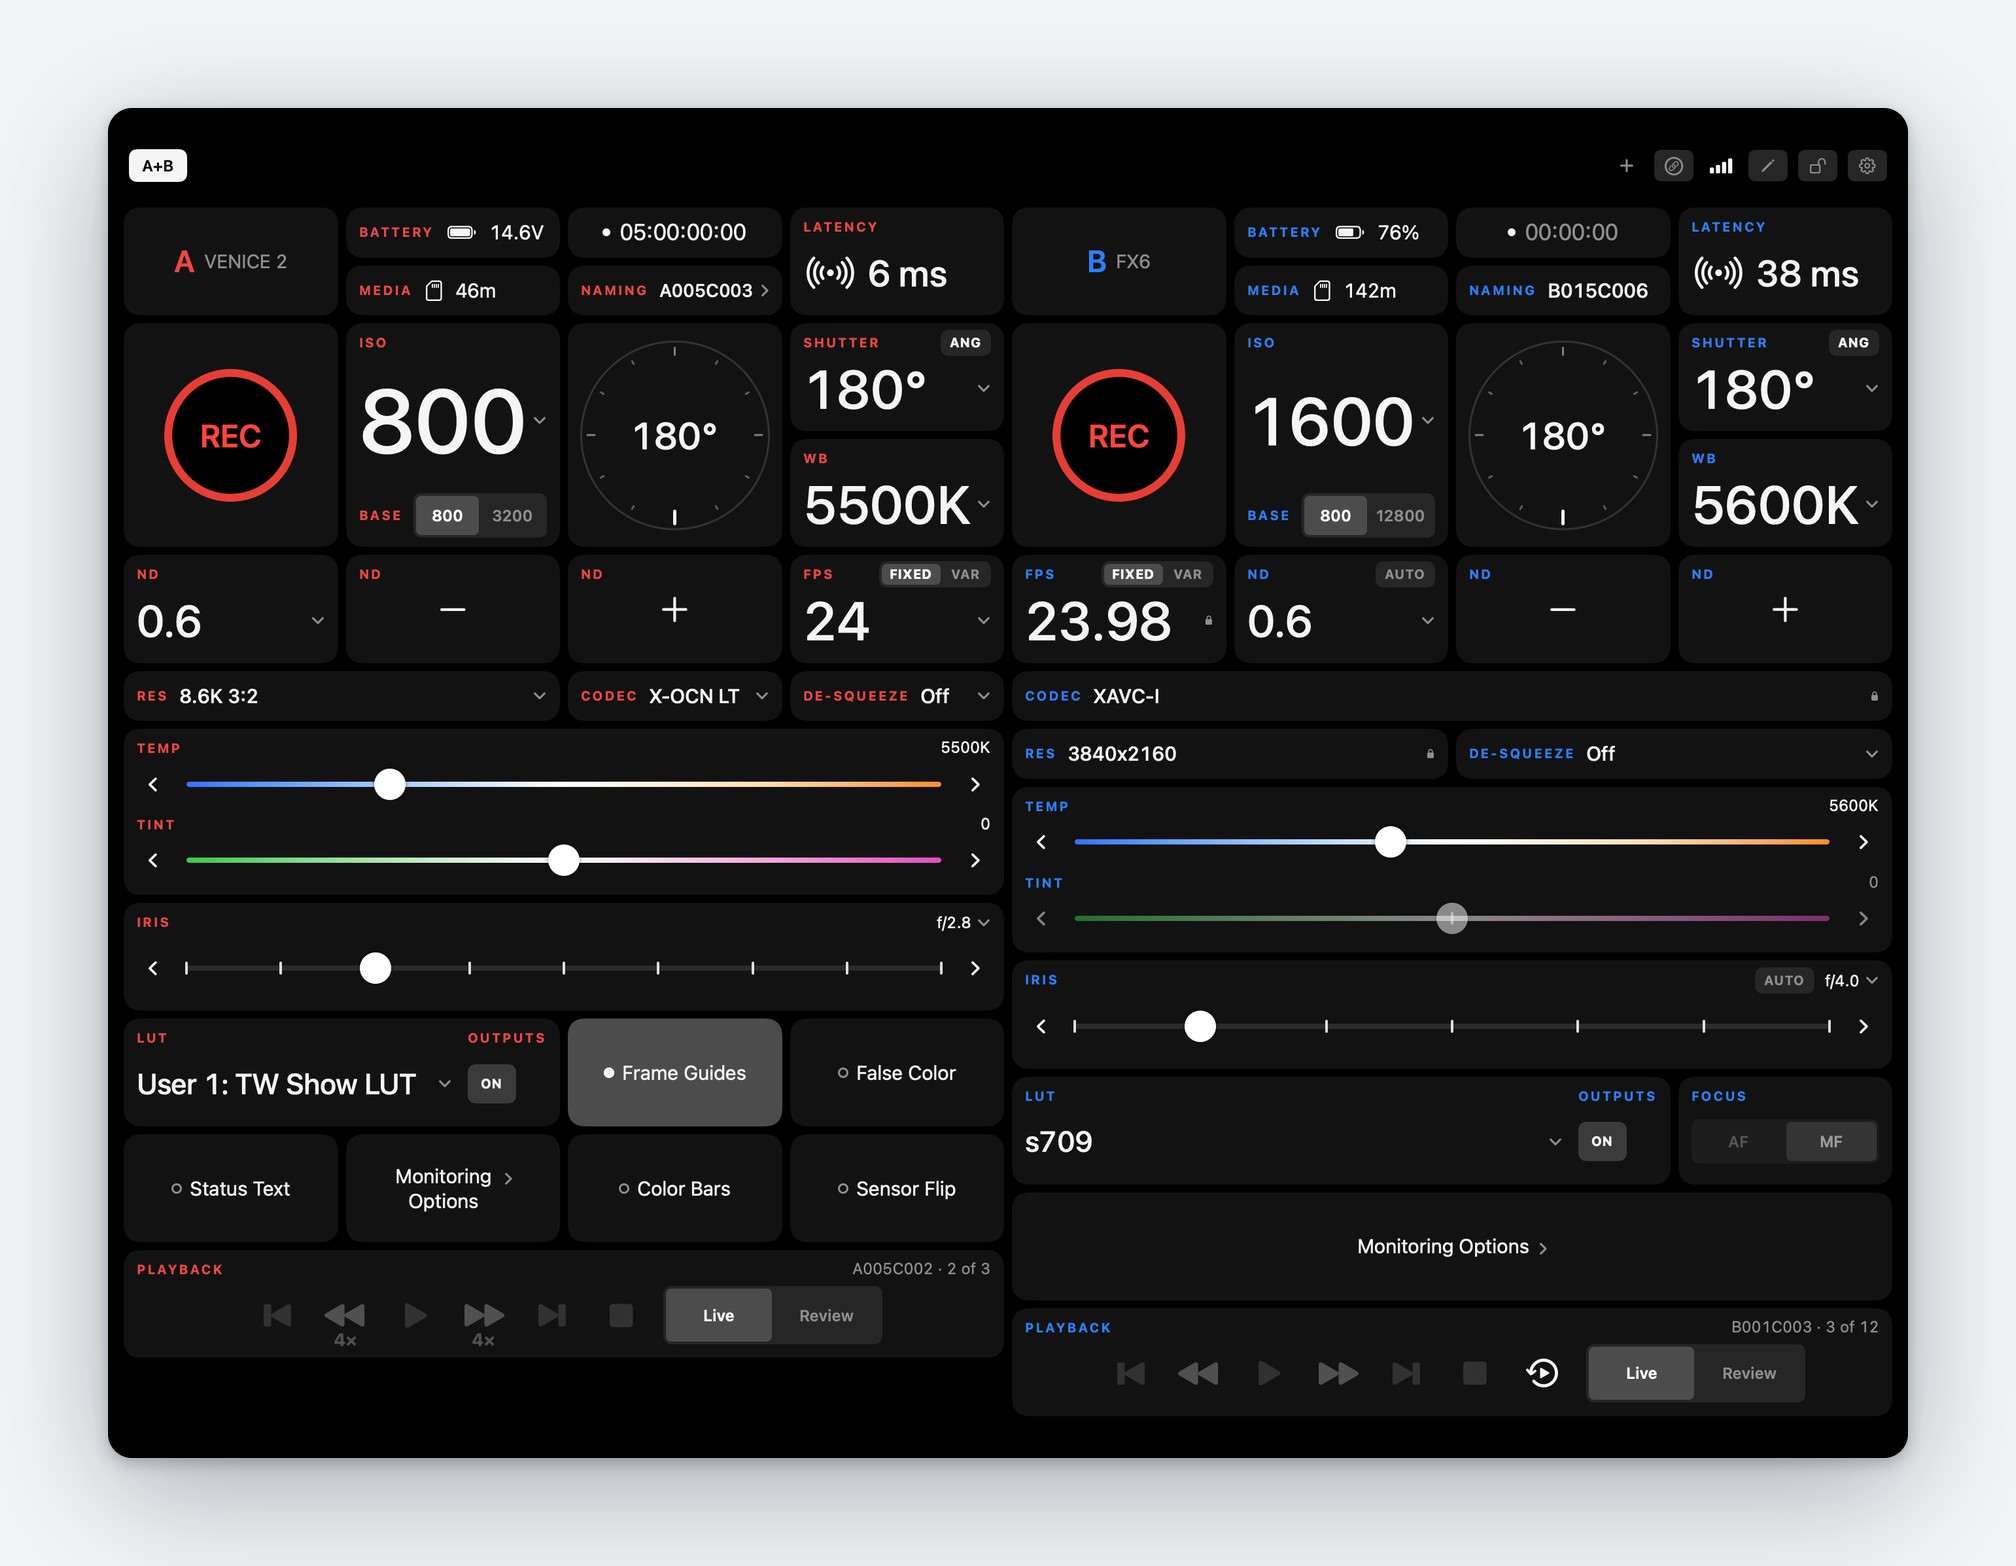 A+B
A VENICE 2
BATTERY 14.6V
05:00:00:00
LATENCY
6 ms
MEDIA 46m
NAMING A005C003
REC
ISO
800
BASE 800 3200
180°
SHUTTER ANG
180°
WB
5500K
ND
0.6
ND
−
ND
+
FPS FIXED VAR
24
RES 8.6K 3:2
CODEC X-OCN LT
DE-SQUEEZE Off
TEMP 5500K
TINT 0
IRIS f/2.8
LUT OUTPUTS
User 1: TW Show LUT ON
Frame Guides
False Color
Status Text
Monitoring
Options
Color Bars
Sensor Flip
PLAYBACK A005C002 · 2 of 3
4× 4×
Live Review
B FX6
BATTERY 76%
00:00:00
LATENCY
38 ms
MEDIA 142m
NAMING B015C006
REC
ISO
1600
BASE 800 12800
180°
SHUTTER ANG
180°
WB
5600K
FPS FIXED VAR
23.98
ND AUTO
0.6
ND
−
ND
+
CODEC XAVC-I
RES 3840x2160
DE-SQUEEZE Off
TEMP 5600K
TINT 0
IRIS AUTO f/4.0
LUT OUTPUTS
s709 ON
FOCUS
AF MF
Monitoring Options
PLAYBACK B001C003 · 3 of 12
Live Review